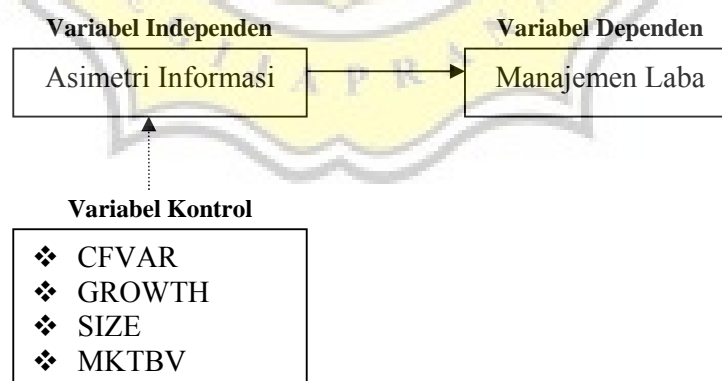 Variabel Independen
Variabel Dependen
Asimetri Informasi
Manajemen Laba
Variabel Kontrol
❖ CFVAR
❖ GROWTH
❖ SIZE
❖ MKTBV